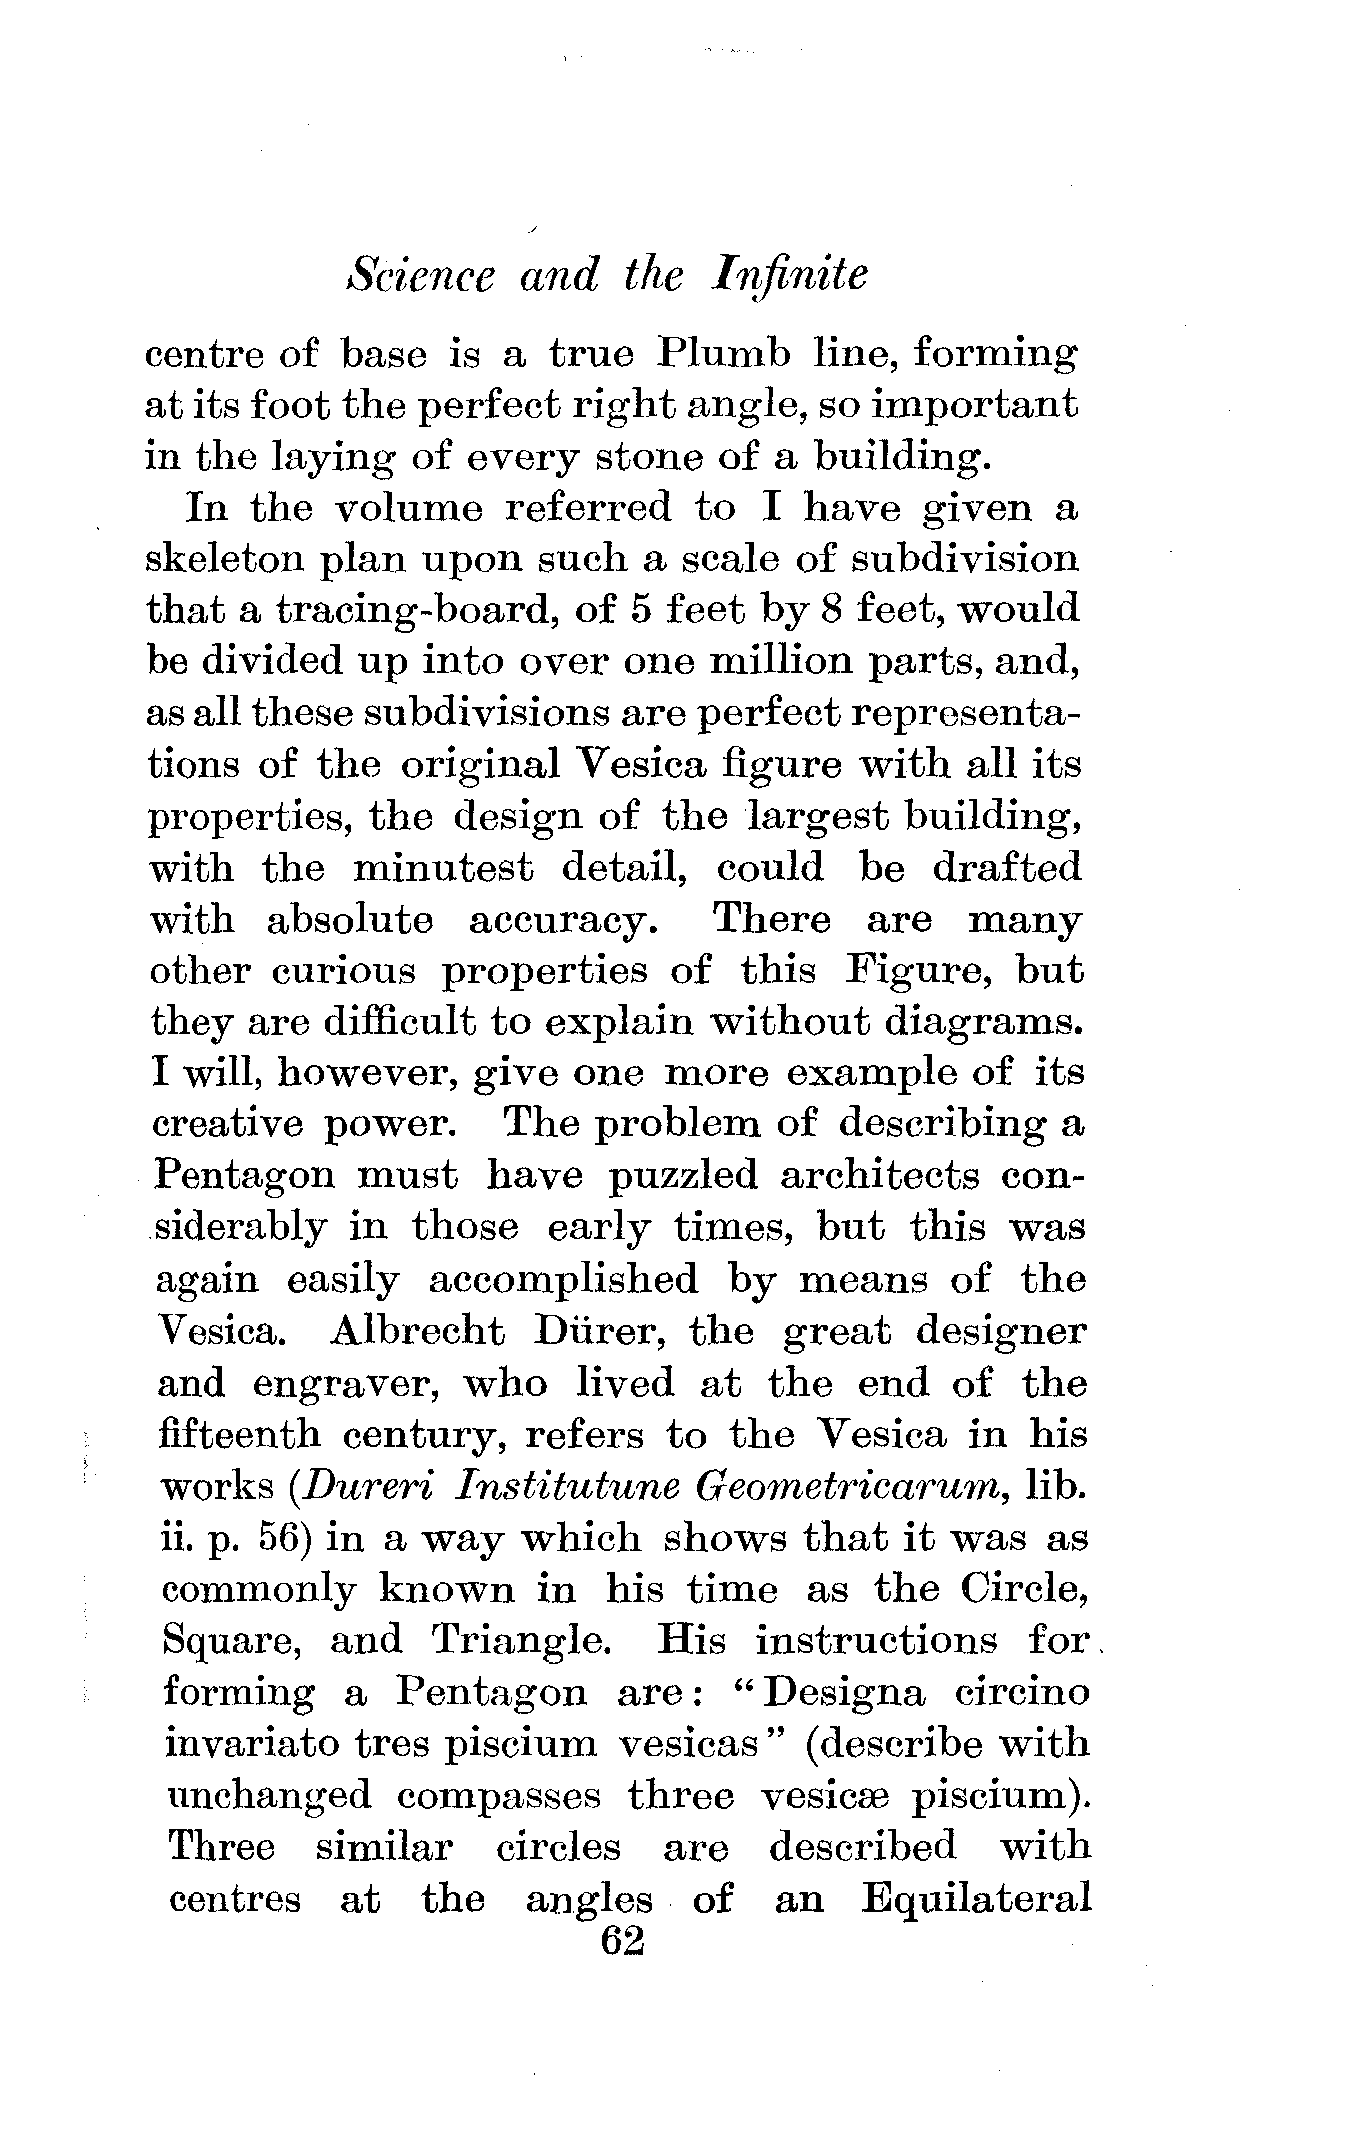 Science and the Infinite
centre of base is a true Plumb line, forming
at its foot the perfect right angle, so important
in the laying of every stone of a building.
In the volume referred to I have given a
skeleton plan upon such a scale of subdivision
that a tracing-board, of 5 feet by 8 feet, would
be divided up into over one million parts, and,
as all these subdivisions are perfect representa-
tions of the original Vesica figure with all its
properties, the design of the largest building,
with the minutest detail, could be drafted
with absolute accuracy. There are many
other curious properties of this Figure, but
they are difficult to explain without diagrams.
I will, however, give one more example of its
creative power. The problem of describing a
Pentagon must have puzzled architects con-
siderably in those early times, but this was
again easily accomplished by means of the
Vesica. Albrecht Dürer, the great designer
and engraver, who lived at the end of the
fifteenth century, refers to the Vesica in his
works (Dureri Institutune Geometricarum, lib.
ii. p. 56) in a way which shows that it was as
commonly known in his time as the Circle,
Square, and Triangle. His instructions for
forming a Pentagon are: "Designa circino
invariato tres piscium vesicas" (describe with
unchanged compasses three vesicæ piscium).
Three similar circles are described with
centres at the angles of an Equilateral
62